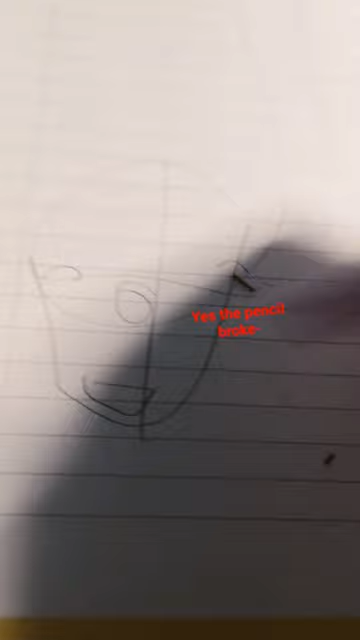 Yes the pencil
broke-